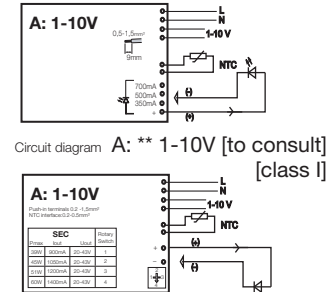 A: 1-10V
L
N
1-10 V
0,5-1,5mm²
9mm
NTC
700mA
500mA
350mA
+
(-)
(+)
Circuit diagram A: ** 1-10V [to consult]
[class I]
A: 1-10V
L
N
1-10 V
Push-in terminals 0.2 -1,5mm²
NTC interface:0.2-0.5mm²
NTC
SEC Rotary Switch
Pmax Iout Uout
39W 900mA 20-43V 1
45W 1050mA 20-43V 2
51W 1200mA 20-43V 3
60W 1400mA 20-43V 4
+ (+)
- (-)